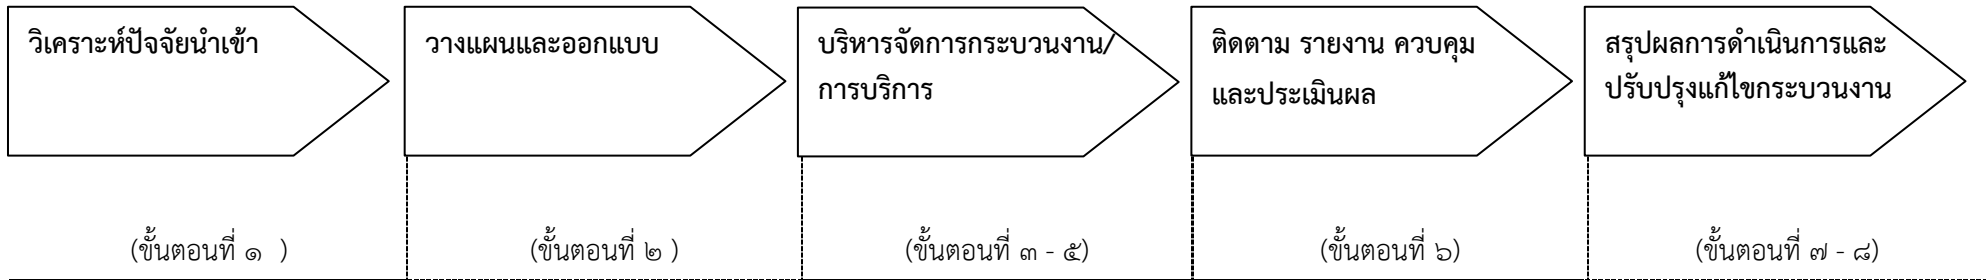 วิเคราะห์ปัจจัยนำเข้า
วางแผนและออกแบบ
บริหารจัดการกระบวนงาน/
การบริการ
ติดตาม รายงาน ควบคุม
และประเมินผล
สรุปผลการดำเนินการและ
ปรับปรุงแก้ไขกระบวนงาน
(ขั้นตอนที่ ๑ )
(ขั้นตอนที่ ๒ )
(ขั้นตอนที่ ๓ - ๕)
(ขั้นตอนที่ ๖)
(ขั้นตอนที่ ๗ - ๘)